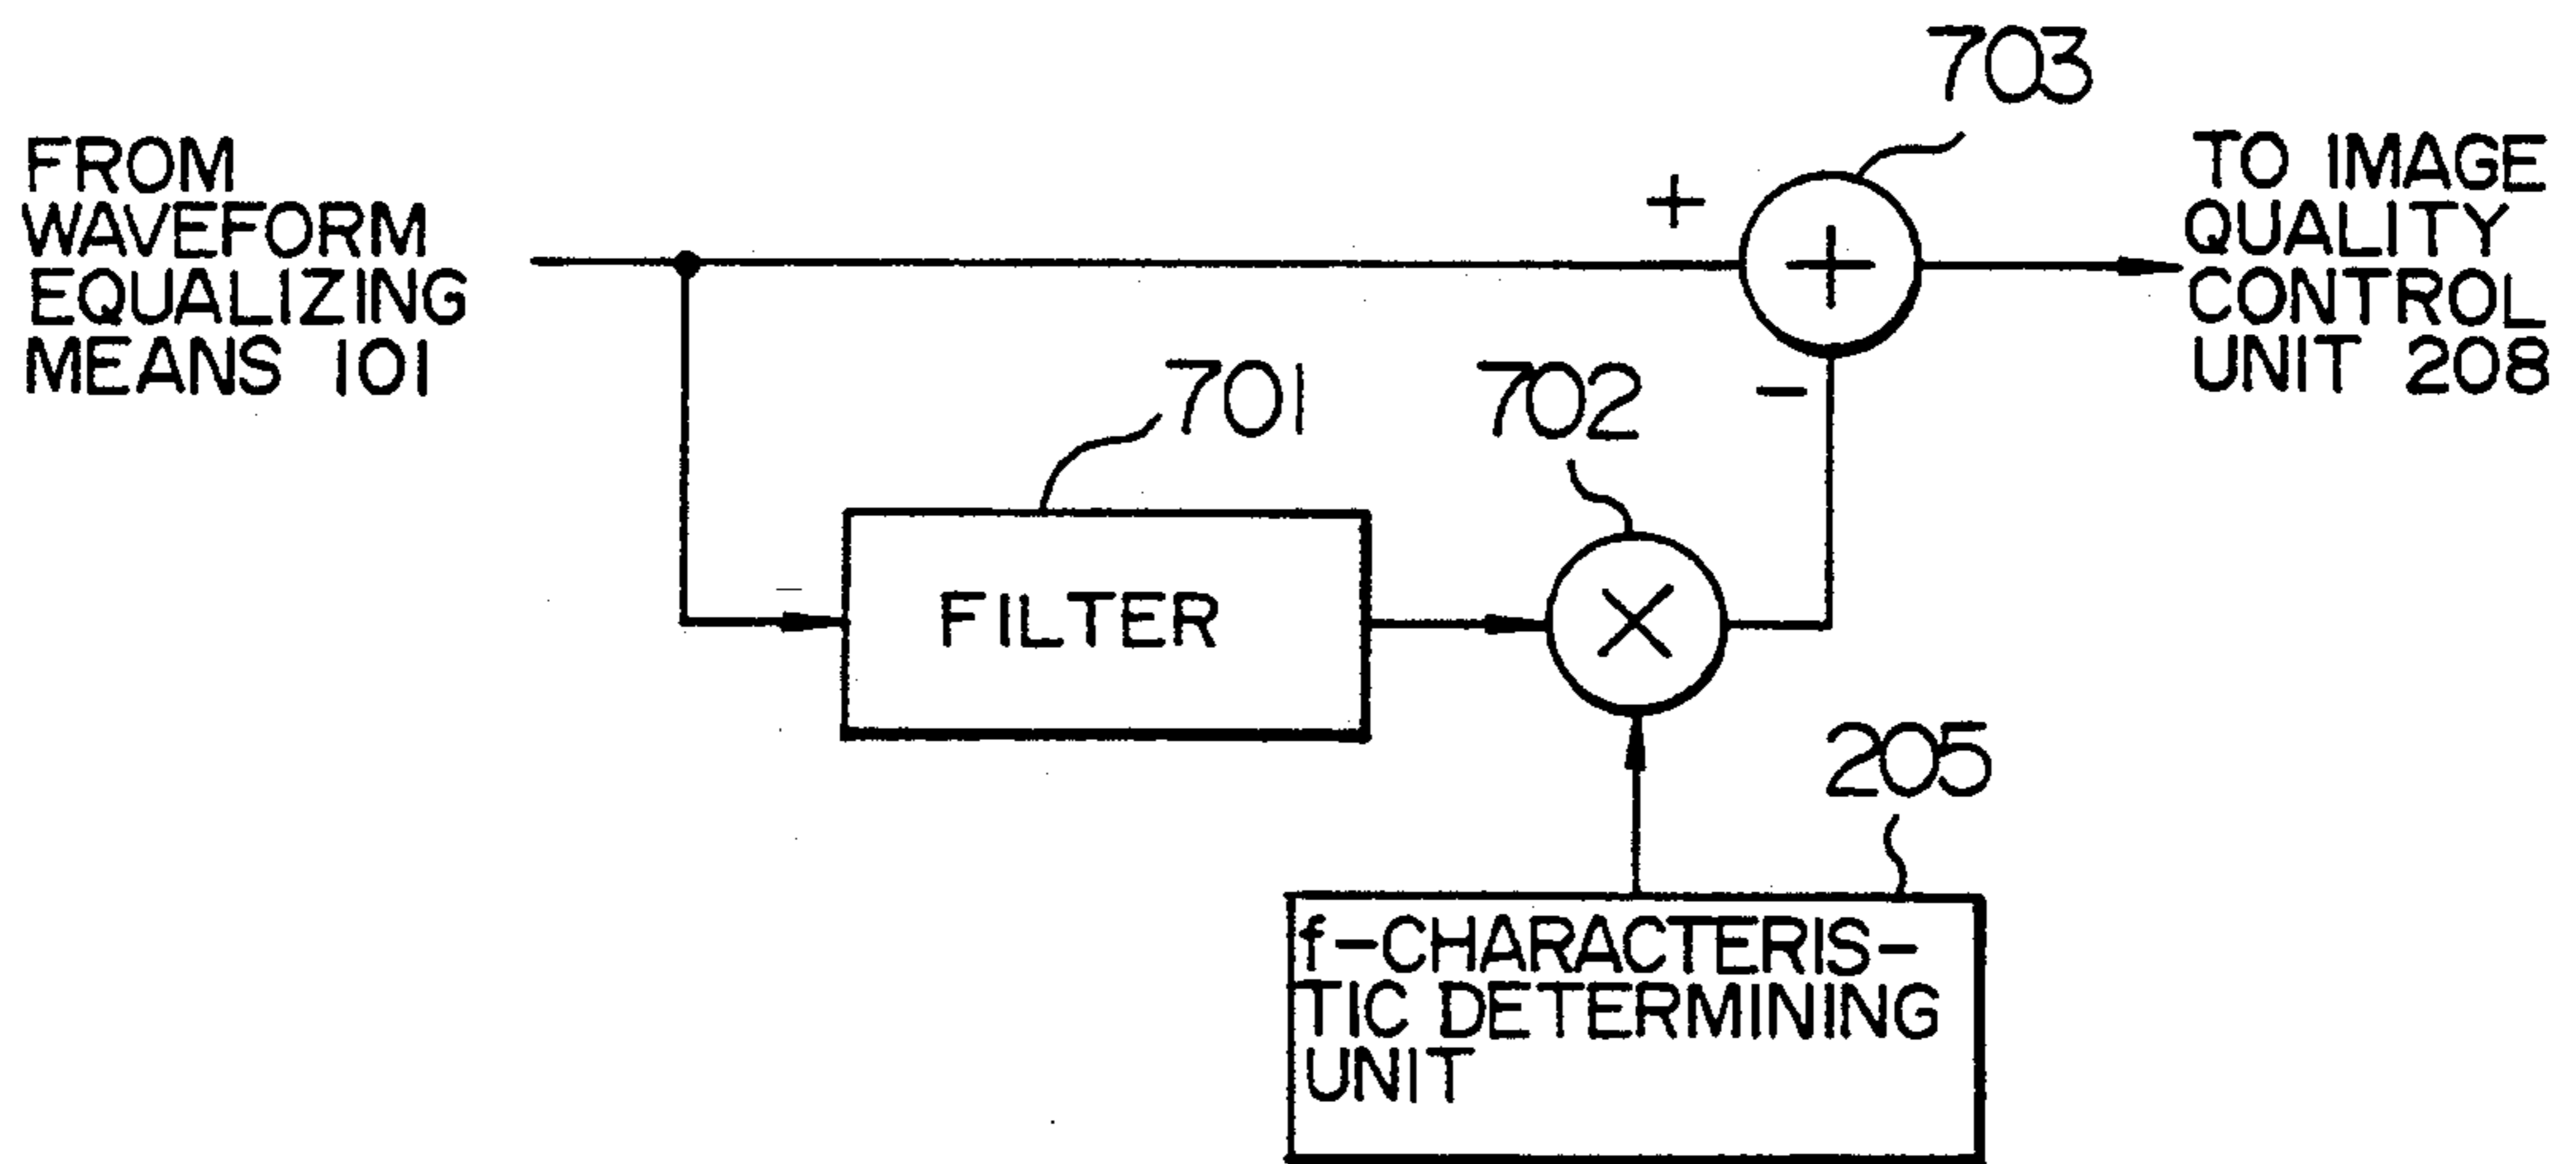 703
FROM
WAVEFORM
EQUALIZING
MEANS 101
+
+
TO IMAGE
QUALITY
CONTROL
UNIT 208
-
701
702
FILTER
×
205
f-CHARACTERIS-
TIC DETERMINING
UNIT